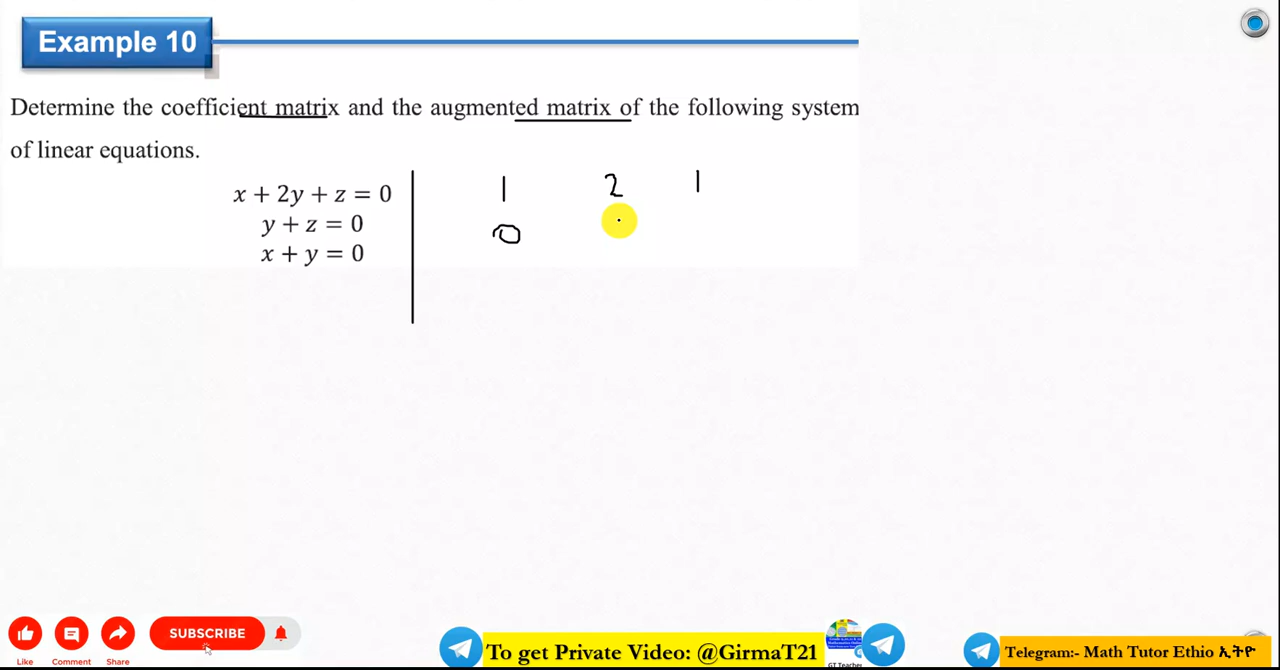 Example 10
Determine the coefficient matrix and the augmented matrix of the following system
of linear equations.
x + 2y + z = 0
y + z = 0
x + y = 0
1 2 1
0
Like
Comment
Share
SUBSCRIBE
To get Private Video: @GirmaT21
GT Teacher
Telegram:- Math Tutor Ethio ኢትዮ